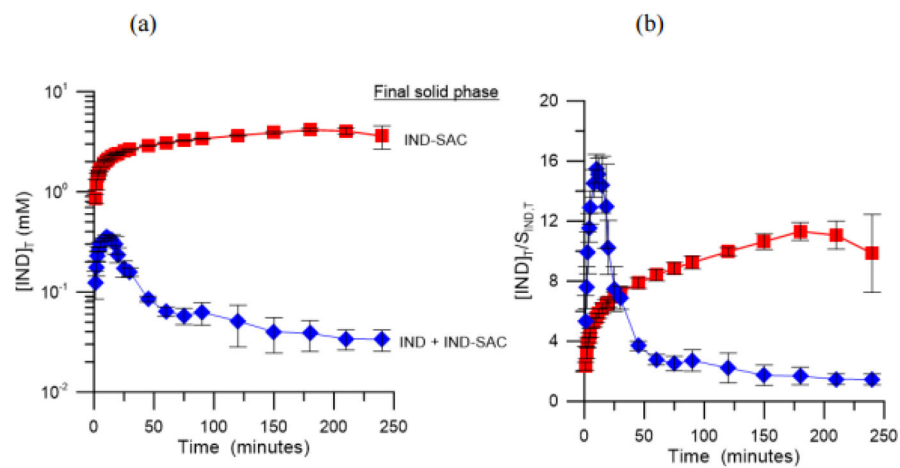 (a)
(b)
Final solid phase
IND-SAC
IND + IND-SAC
[IND]T (mM)
10¹
10⁰
10⁻¹
10⁻²
0 50 100 150 200 250
Time (minutes)
[IND]T/SIND,T
20
16
12
8
4
0
0 50 100 150 200 250
Time (minutes)